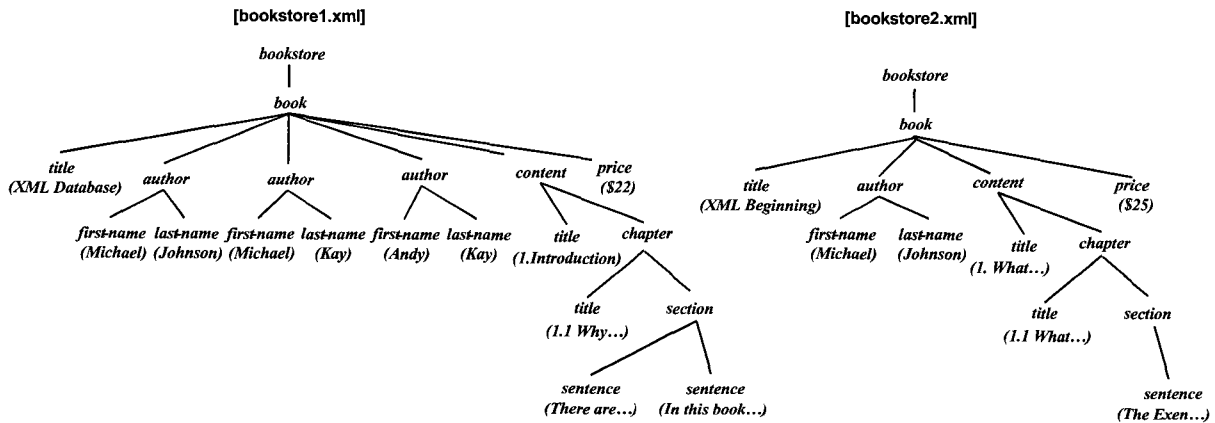 [bookstore1.xml]
bookstore
book
title
(XML Database)
author
author
author
content
price
($22)
first-name
(Michael)
last-name
(Johnson)
first-name
(Michael)
last-name
(Kay)
first-name
(Andy)
last-name
(Kay)
title
(1.Introduction)
chapter
title
(1.1 Why...)
section
sentence
(There are...)
sentence
(In this book...)
[bookstore2.xml]
bookstore
book
title
(XML Beginning)
author
content
price
($25)
first-name
(Michael)
last-name
(Johnson)
title
(1. What...)
chapter
title
(1.1 What...)
section
sentence
(The Exen...)